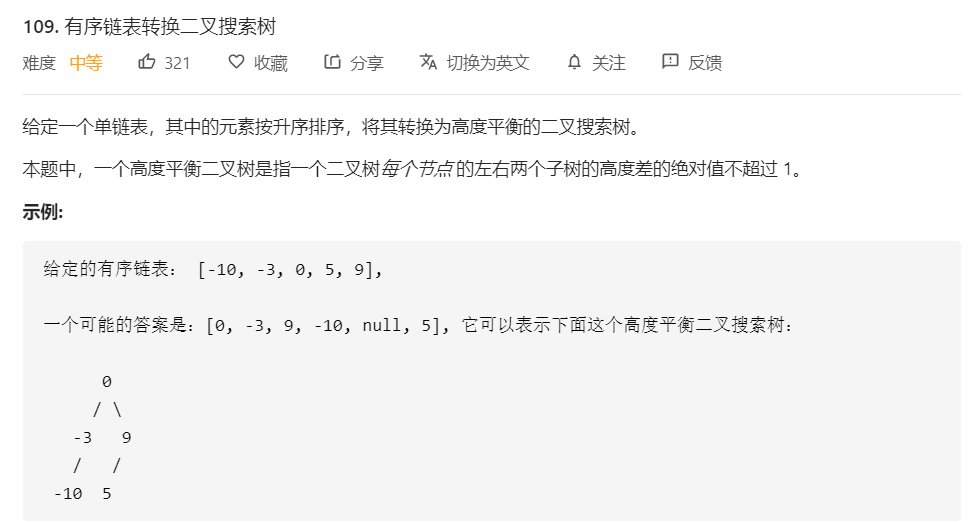 109. 有序链表转换二叉搜索树
难度 中等 321 收藏 分享 切换为英文 关注 反馈
给定一个单链表，其中的元素按升序排序，将其转换为高度平衡的二叉搜索树。
本题中，一个高度平衡二叉树是指一个二叉树每个节点的左右两个子树的高度差的绝对值不超过 1。
示例:
给定的有序链表： [-10, -3, 0, 5, 9],
一个可能的答案是：[0, -3, 9, -10, null, 5], 它可以表示下面这个高度平衡二叉搜索树：
0
/ \
-3 9
/ /
-10 5